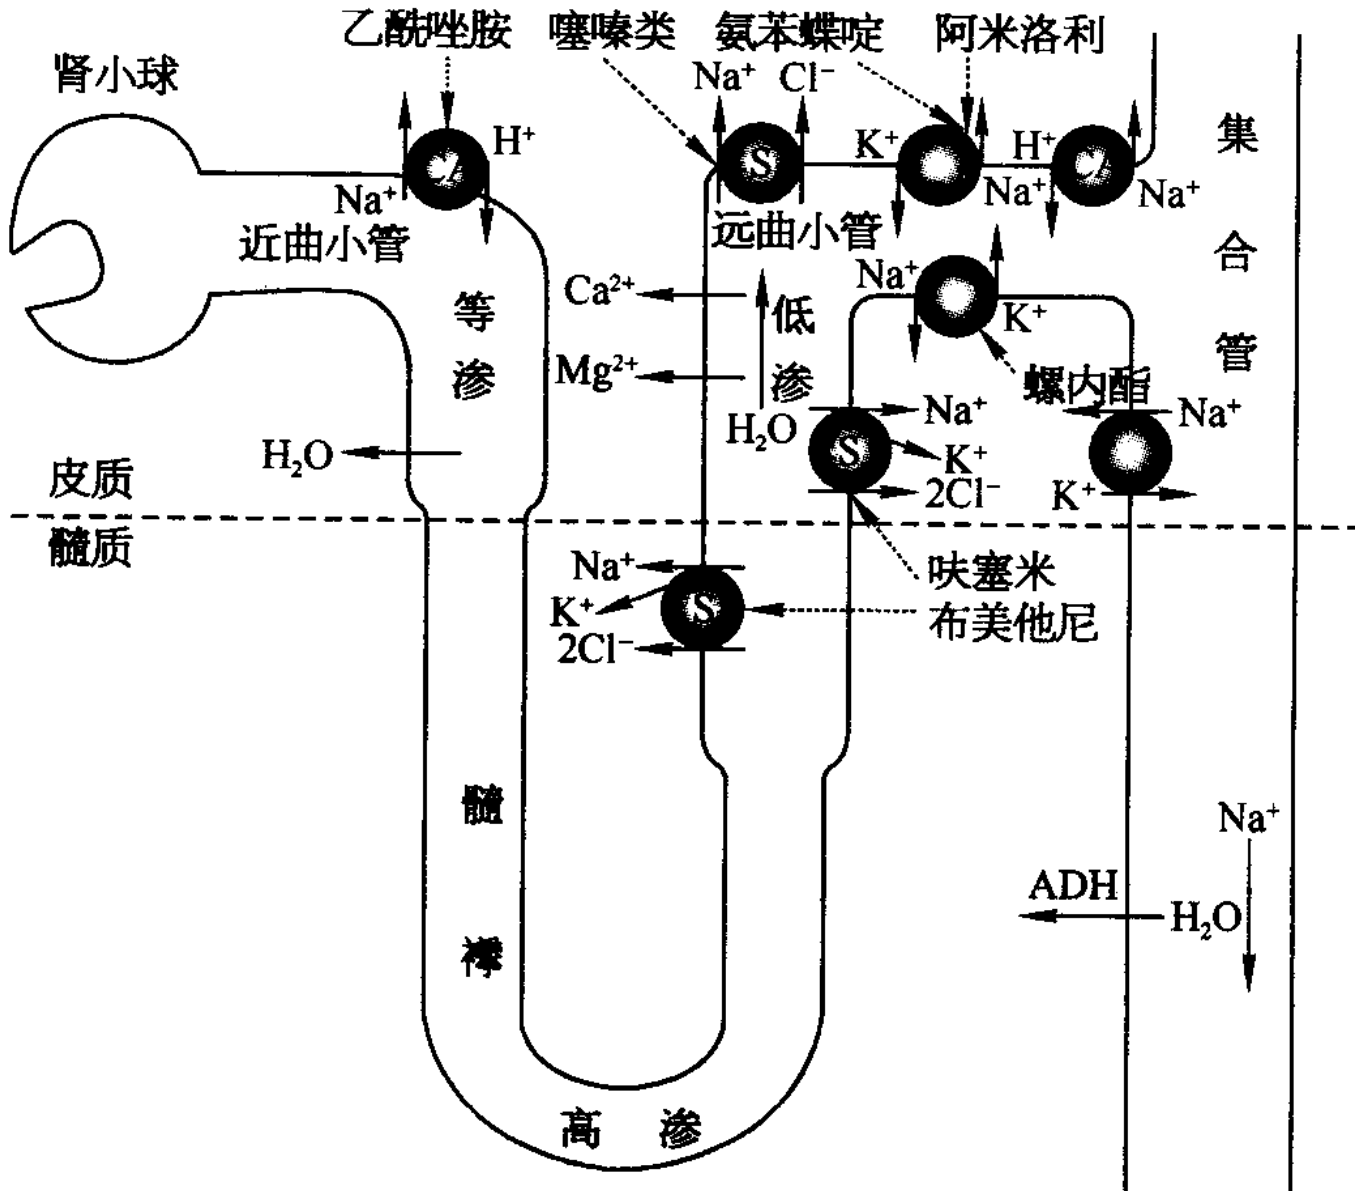 乙酰唑胺 噻嗪类 氨苯蝶啶 阿米洛利
肾小球
Na⁺ Cl⁻
CA H⁺
S
K⁺
H⁺ CA
Na⁺
Na⁺
Na⁺
近曲小管
远曲小管
集合管
等渗
Ca²⁺
低渗
Na⁺
K⁺
Mg²⁺
螺内酯
H₂O
Na⁺
Na⁺
H₂O
S
K⁺
2Cl⁻
K⁺
皮质
髓质
Na⁺
呋塞米
K⁺
S
布美他尼
2Cl⁻
髓袢
Na⁺
ADH
H₂O
高渗